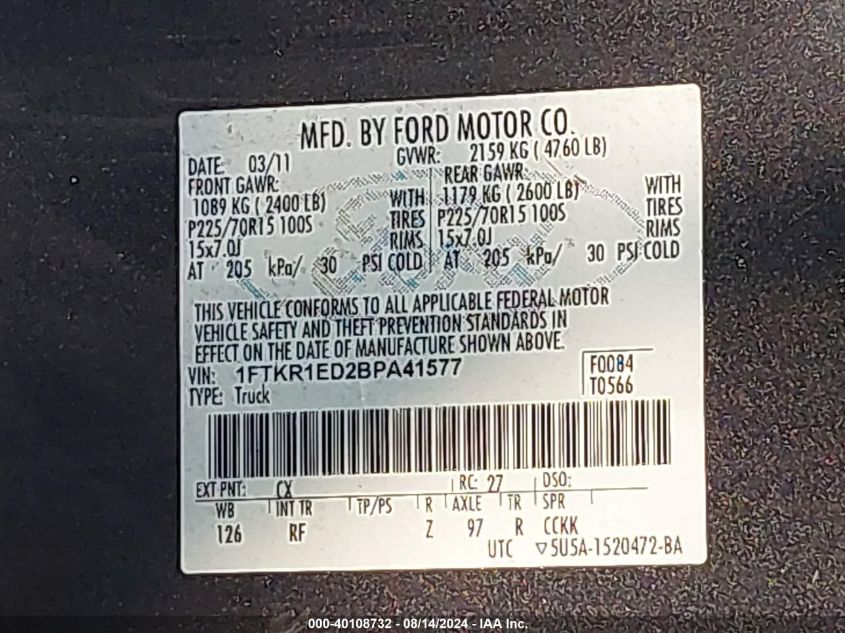 MFD. BY FORD MOTOR CO.
DATE: 03/11 GVWR: 2159 KG ( 4760 LB)
FRONT GAWR: REAR GAWR:
1089 KG ( 2400 LB) WITH 1179 KG ( 2600 LB) WITH
P225/70R15 100S TIRES P225/70R15 100S TIRES
15x7.0J RIMS 15x7.0J RIMS
AT 205 kPa/ 30 PSI COLD AT 205 kPa/ 30 PSI COLD
THIS VEHICLE CONFORMS TO ALL APPLICABLE FEDERAL MOTOR
VEHICLE SAFETY AND THEFT PREVENTION STANDARDS IN
EFFECT ON THE DATE OF MANUFACTURE SHOWN ABOVE.
VIN: 1FTKR1ED2BPA41577 F0084
TYPE: Truck T0566
EXT PNT: CX RC: 27 DSO:
WB INT TR TP/PS R AXLE TR SPR
126 RF Z 97 R CCKK
UTC ▽5U5A-1520472-BA
000-40108732 - 08/14/2024 - IAA Inc.